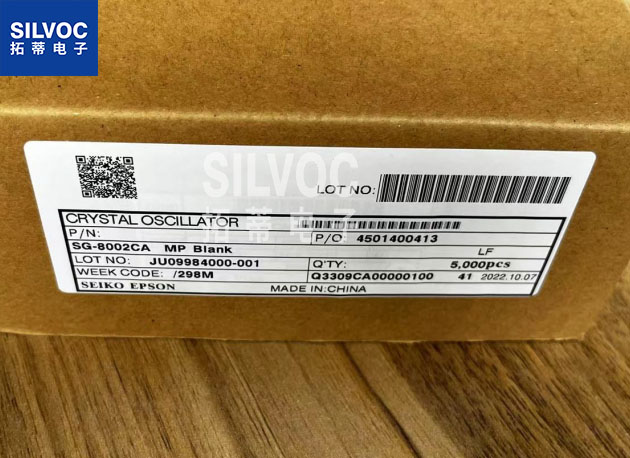 SILVOC
拓蒂电子
SILVOC
拓蒂电子
LOT NO:
CRYSTAL OSCILLATOR
P/N:
P/O 4501400413
SG-8002CA MP Blank
LF
LOT NO: JU09984000-001
Q'TY: 5,000pcs
WEEK CODE: /298M
Q3309CA00000100 41 2022.10.07
SEIKO EPSON
MADE IN:CHINA